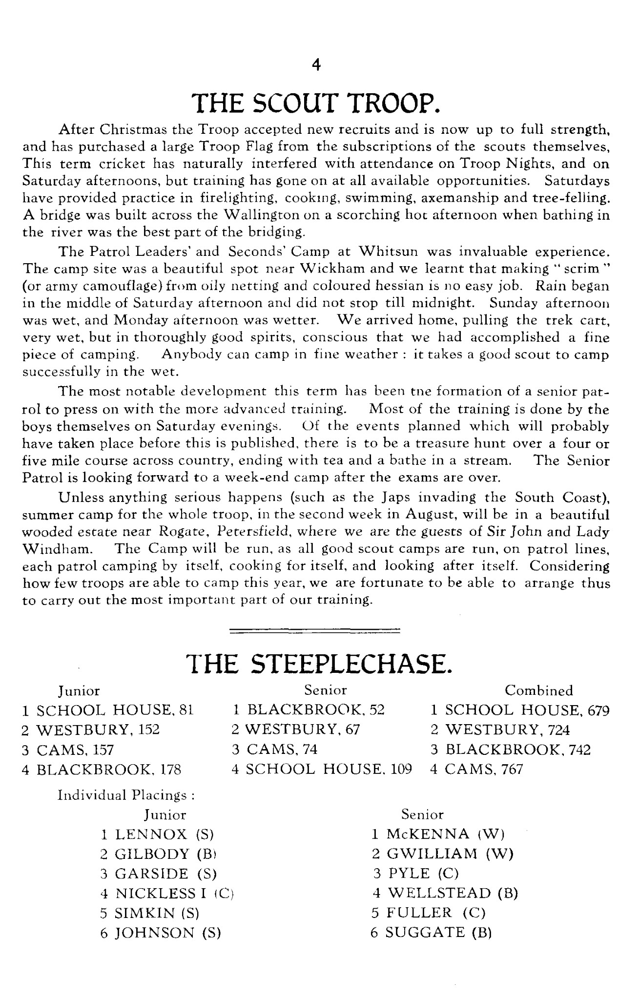 4
THE SCOUT TROOP.
After Christmas the Troop accepted new recruits and is now up to full strength,
and has purchased a large Troop Flag from the subscriptions of the scouts themselves,
This term cricket has naturally interfered with attendance on Troop Nights, and on
Saturday afternoons, but training has gone on at all available opportunities. Saturdays
have provided practice in firelighting, cooking, swimming, axemanship and tree-felling.
A bridge was built across the Wallington on a scorching hot afternoon when bathing in
the river was the best part of the bridging.
The Patrol Leaders' and Seconds' Camp at Whitsun was invaluable experience.
The camp site was a beautiful spot near Wickham and we learnt that making "scrim"
(or army camouflage) from oily netting and coloured hessian is no easy job. Rain began
in the middle of Saturday afternoon and did not stop till midnight. Sunday afternoon
was wet, and Monday afternoon was wetter. We arrived home, pulling the trek cart,
very wet, but in thoroughly good spirits, conscious that we had accomplished a fine
piece of camping. Anybody can camp in fine weather : it takes a good scout to camp
successfully in the wet.
The most notable development this term has been tne formation of a senior pat-
rol to press on with the more advanced training. Most of the training is done by the
boys themselves on Saturday evenings. Of the events planned which will probably
have taken place before this is published, there is to be a treasure hunt over a four or
five mile course across country, ending with tea and a bathe in a stream. The Senior
Patrol is looking forward to a week-end camp after the exams are over.
Unless anything serious happens (such as the Japs invading the South Coast),
summer camp for the whole troop, in the second week in August, will be in a beautiful
wooded estate near Rogate, Petersfield, where we are the guests of Sir John and Lady
Windham. The Camp will be run, as all good scout camps are run, on patrol lines,
each patrol camping by itself, cooking for itself, and looking after itself. Considering
how few troops are able to camp this year, we are fortunate to be able to arrange thus
to carry out the most important part of our training.
THE STEEPLECHASE.
Junior Senior Combined
1 SCHOOL HOUSE, 81 1 BLACKBROOK, 52 1 SCHOOL HOUSE, 679
2 WESTBURY, 152 2 WESTBURY, 67 2 WESTBURY, 724
3 CAMS, 157 3 CAMS, 74 3 BLACKBROOK, 742
4 BLACKBROOK, 178 4 SCHOOL HOUSE, 109 4 CAMS, 767
Individual Placings :
Junior Senior
1 LENNOX (S) 1 McKENNA (W)
2 GILBODY (B) 2 GWILLIAM (W)
3 GARSIDE (S) 3 PYLE (C)
4 NICKLESS I (C) 4 WELLSTEAD (B)
5 SIMKIN (S) 5 FULLER (C)
6 JOHNSON (S) 6 SUGGATE (B)